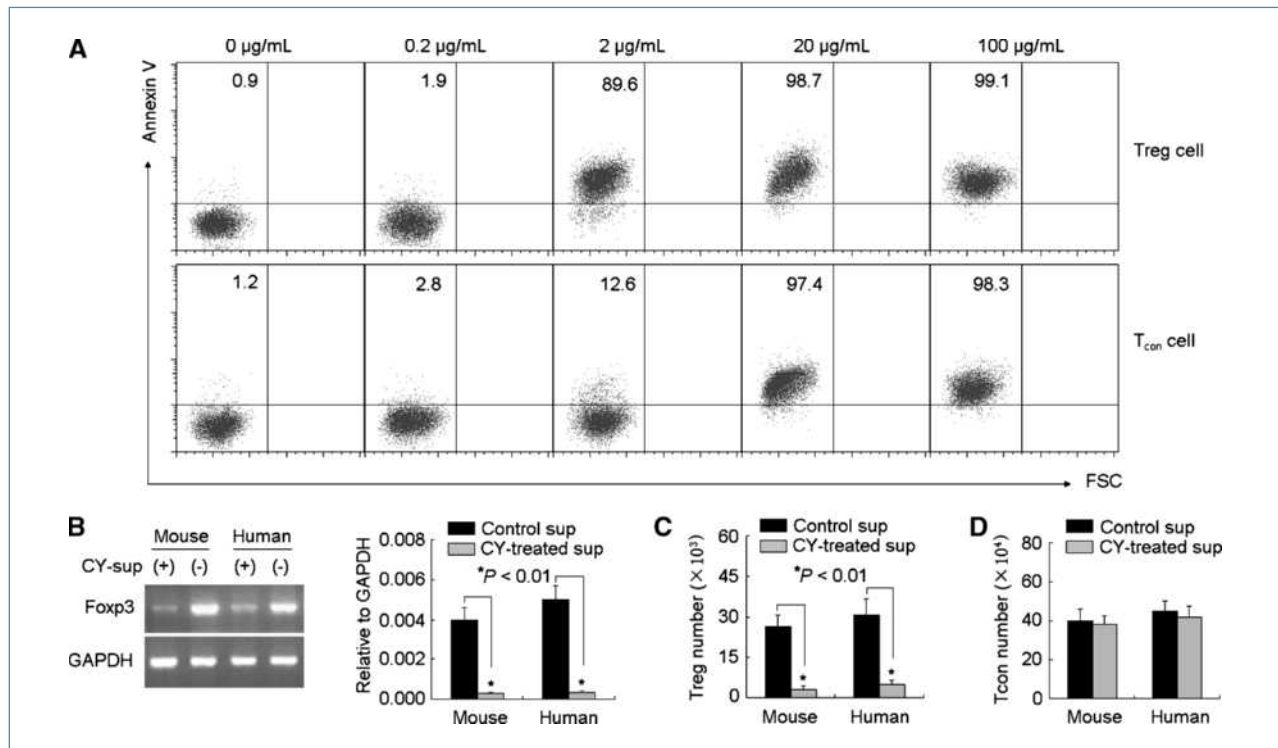 A
0 µg/mL 0.2 µg/mL 2 µg/mL 20 µg/mL 100 µg/mL
Annexin V
0.9 1.9 89.6 98.7 99.1
Treg cell
1.2 2.8 12.6 97.4 98.3
Tcon cell
FSC
B
Mouse Human
CY-sup (+) (-) (+) (-)
Foxp3
GAPDH
Control sup
CY-treated sup
Relative to GAPDH
0.008
0.006
0.004
0.002
0.000
*P < 0.01
* *
Mouse Human
C
Control sup
CY-treated sup
Treg number (×10³)
60
45
30
15
0
*P < 0.01
* *
Mouse Human
D
Control sup
CY-treated sup
Tcon number (×10⁴)
80
60
40
20
0
Mouse Human